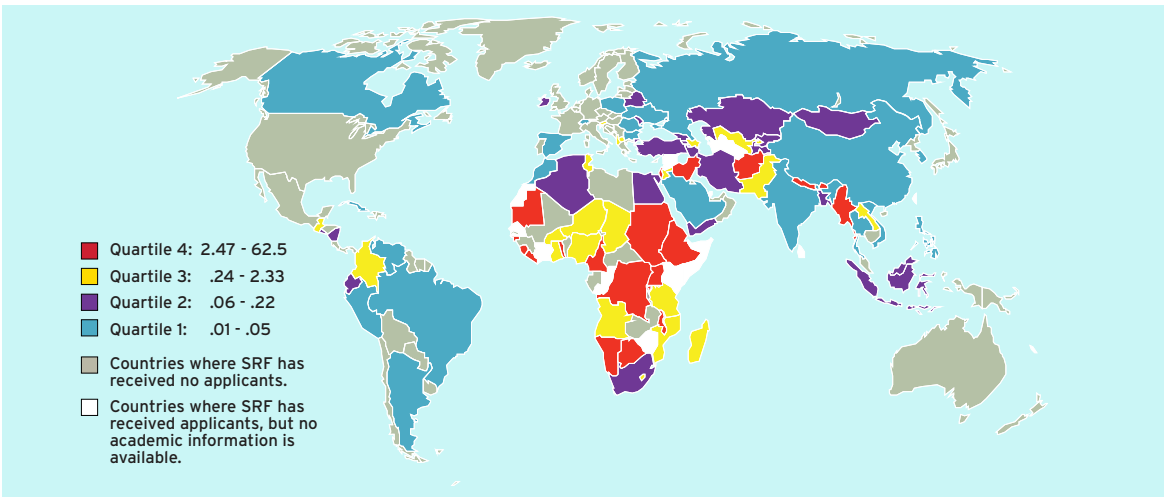 Quartile 4: 2.47 - 62.5
Quartile 3: .24 - 2.33
Quartile 2: .06 - .22
Quartile 1: .01 - .05
Countries where SRF has
received no applicants.
Countries where SRF has
received applicants, but no
academic information is
available.